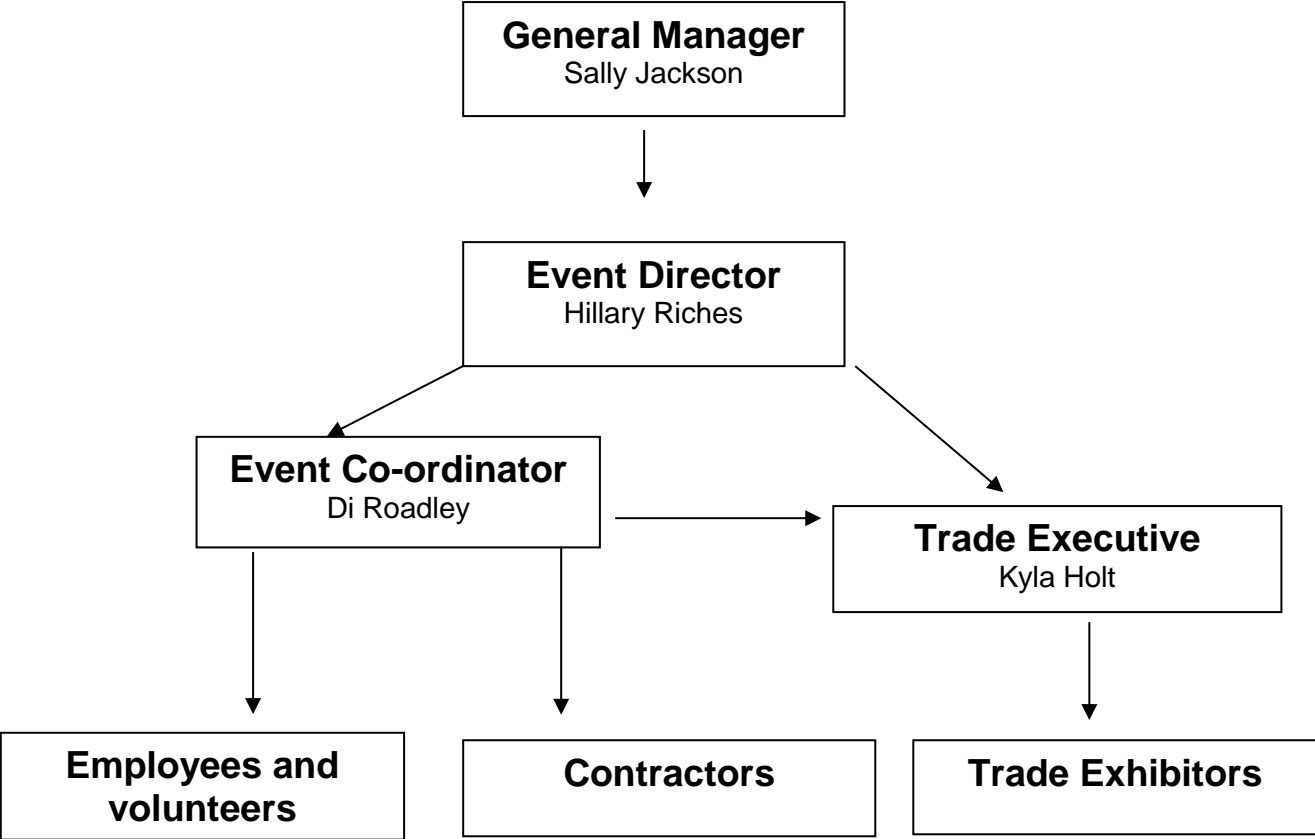 General Manager
Sally Jackson
Event Director
Hillary Riches
Event Co-ordinator
Di Roadley
Trade Executive
Kyla Holt
Employees and
volunteers
Contractors
Trade Exhibitors